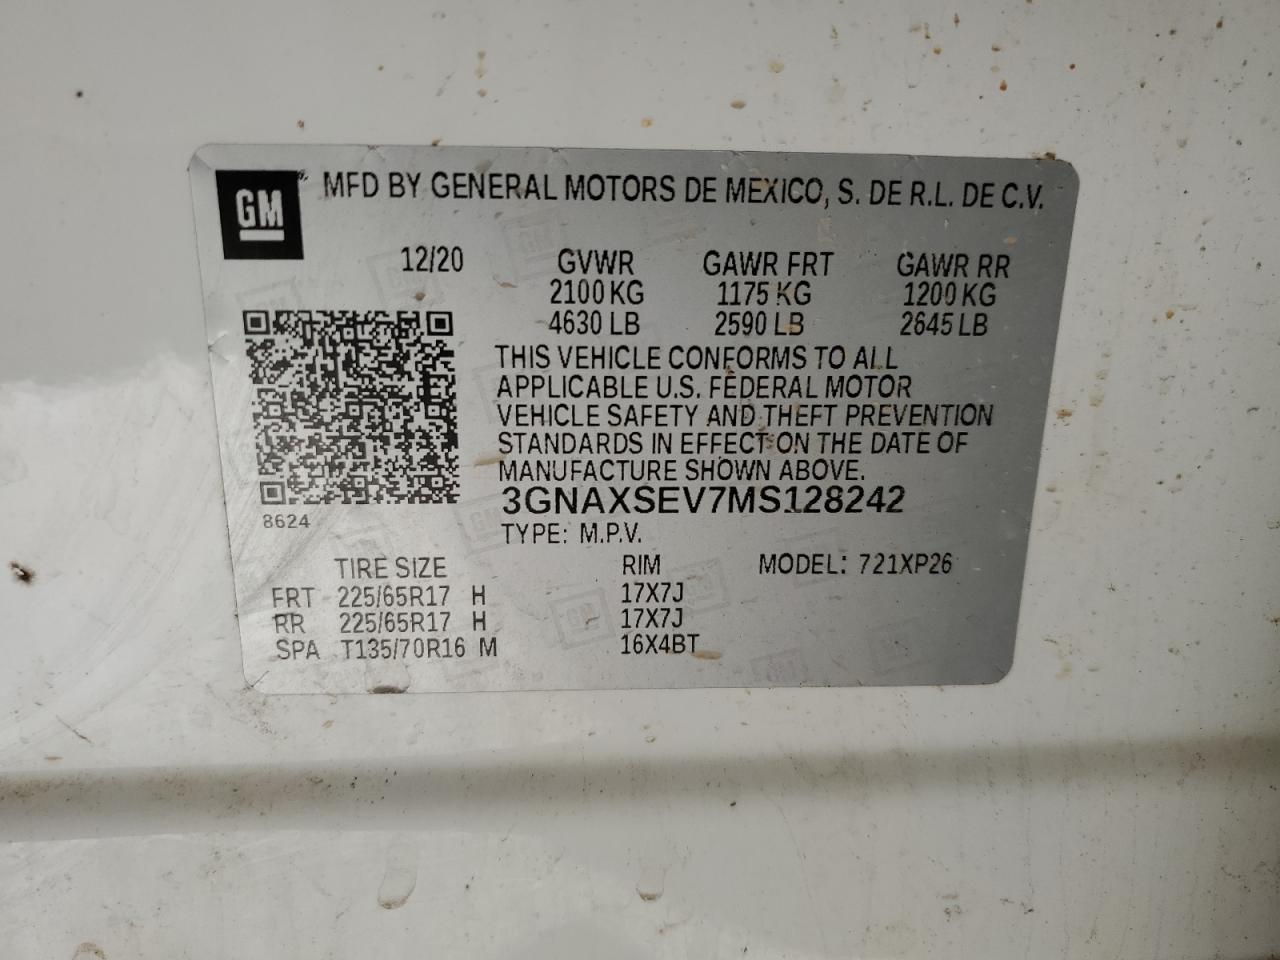 GM
MFD BY GENERAL MOTORS DE MEXICO, S. DE R.L. DE C.V.
12/20 GVWR GAWR FRT GAWR RR
2100 KG 1175 KG 1200 KG
4630 LB 2590 LB 2645 LB
THIS VEHICLE CONFORMS TO ALL
APPLICABLE U.S. FEDERAL MOTOR
VEHICLE SAFETY AND THEFT PREVENTION
STANDARDS IN EFFECT ON THE DATE OF
MANUFACTURE SHOWN ABOVE.
3GNAXSEV7MS128242
8624
TYPE: M.P.V.
TIRE SIZE RIM MODEL: 721XP26
FRT 225/65R17 H 17X7J
RR 225/65R17 H 17X7J
SPA T135/70R16 M 16X4BT